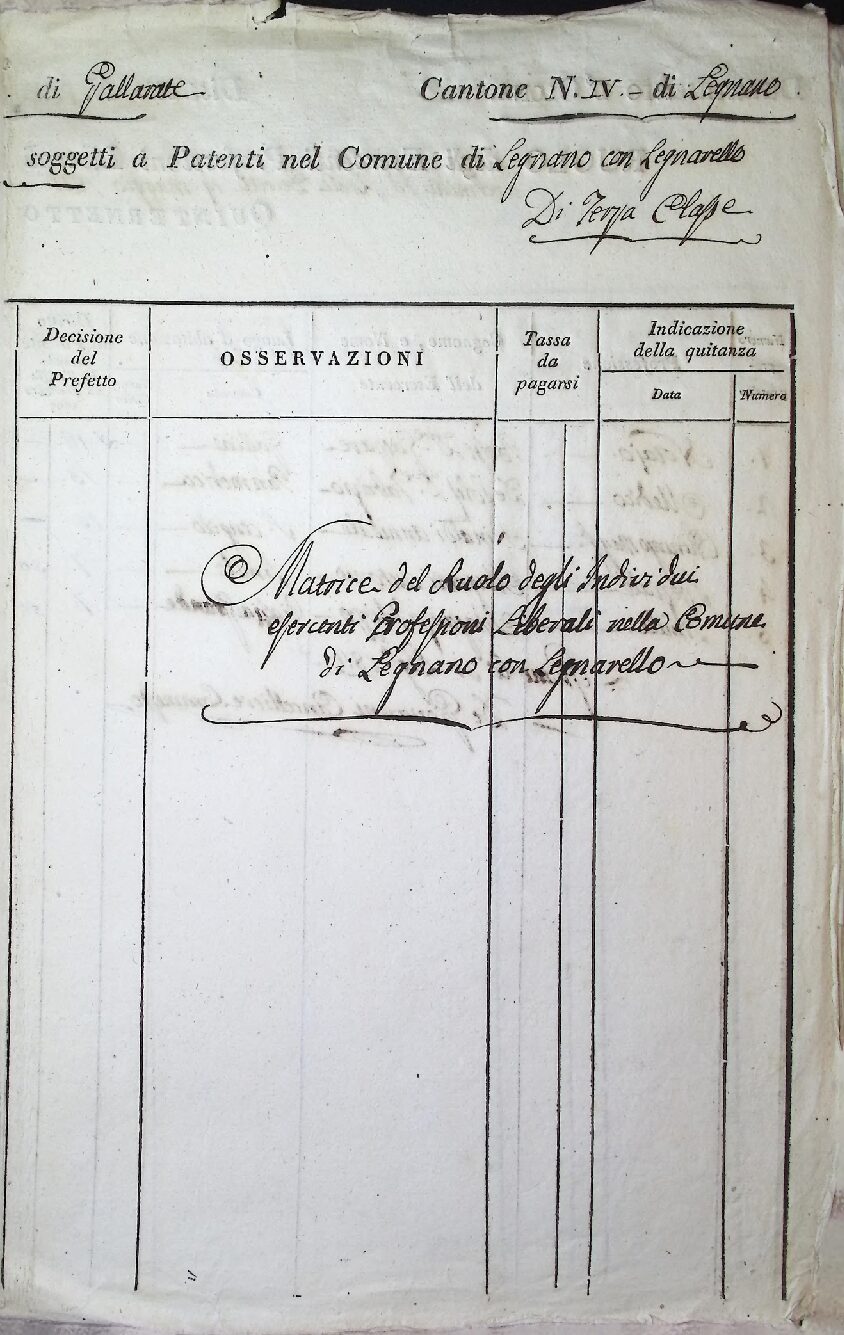 di Gallarate Cantone N. IV. - di Legnano
soggetti a Patenti nel Comune di Legnano con Legnarello
Di Terza Classe
Decisione
del
Prefetto
OSSERVAZIONI
Tassa
da
pagarsi
Indicazione
della quitanza
Data
Numero
Matrice del Ruolo degli Individui
esercenti Professioni Liberali nella Comune
di Legnano con Legnarello